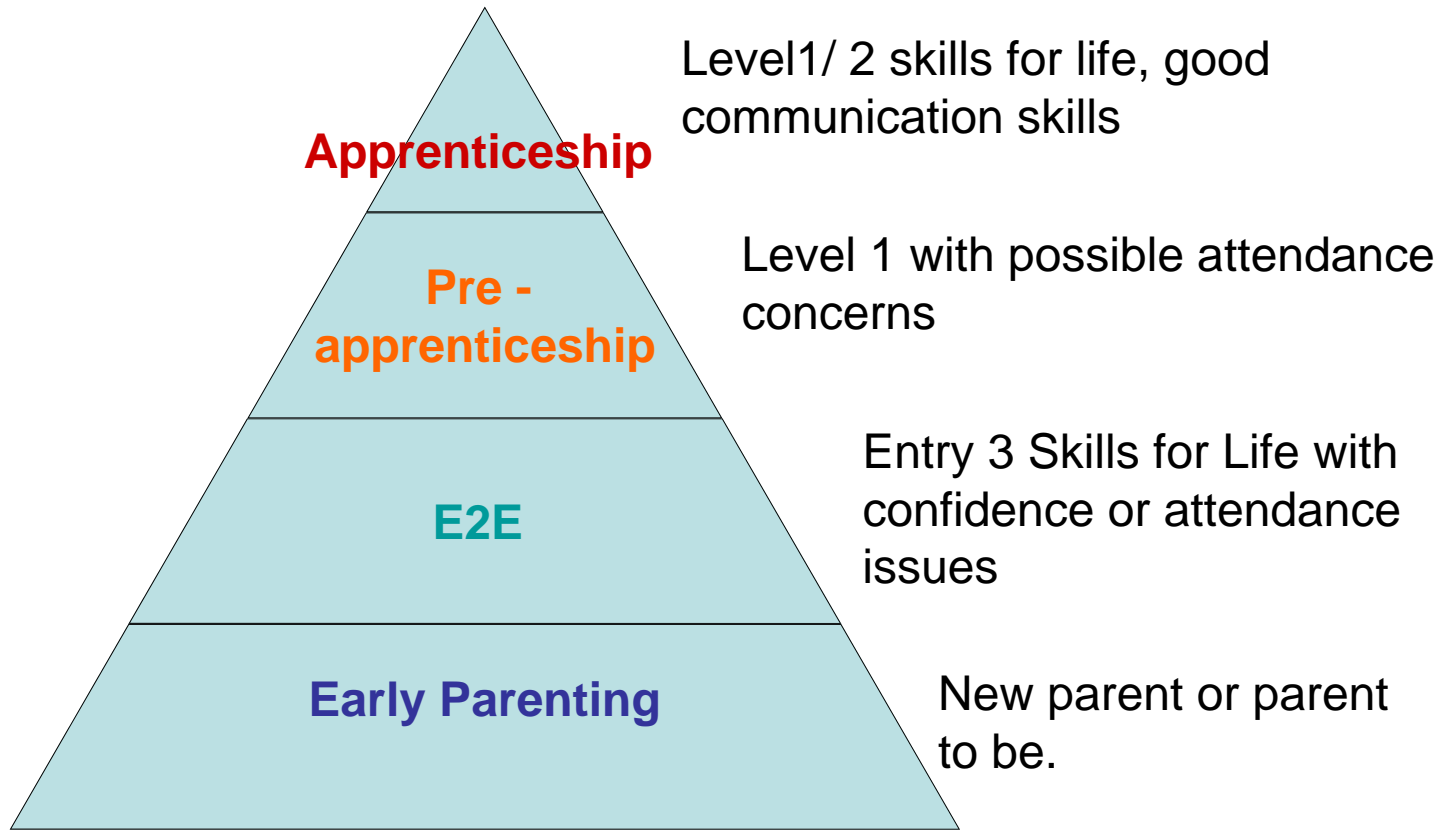 Level1/ 2 skills for life, good
communication skills
Apprenticeship
Level 1 with possible attendance
concerns
Pre -
apprenticeship
Entry 3 Skills for Life with
confidence or attendance
issues
E2E
New parent or parent
to be.
Early Parenting